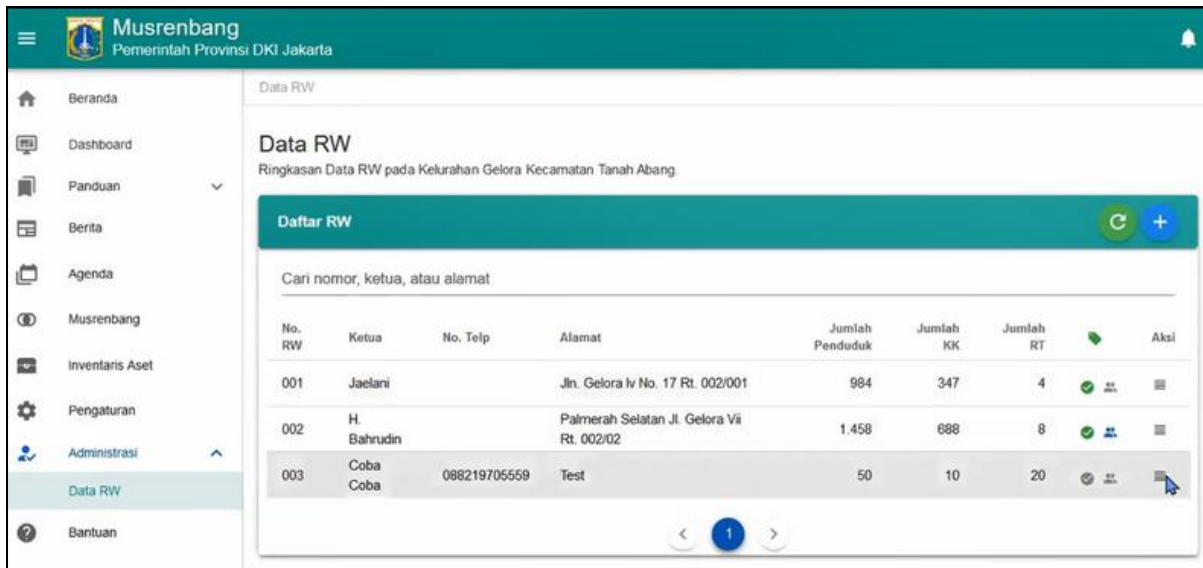 Musrenbang
Pemerintah Provinsi DKI Jakarta
Beranda
Dashboard
Panduan
Berita
Agenda
Musrenbang
Inventaris Aset
Pengaturan
Administrasi
Data RW
Bantuan
Data RW
Data RW
Ringkasan Data RW pada Kelurahan Gelora Kecamatan Tanah Abang.
Daftar RW
Cari nomor, ketua, atau alamat
No. RW Ketua No. Telp Alamat Jumlah Penduduk Jumlah KK Jumlah RT Aksi
001 Jaelani Jln. Gelora Iv No. 17 Rt. 002/001 984 347 4
002 H. Bahrudin Palmerah Selatan Jl. Gelora Vii Rt. 002/02 1.458 688 8
003 Coba Coba 088219705559 Test 50 10 20
1